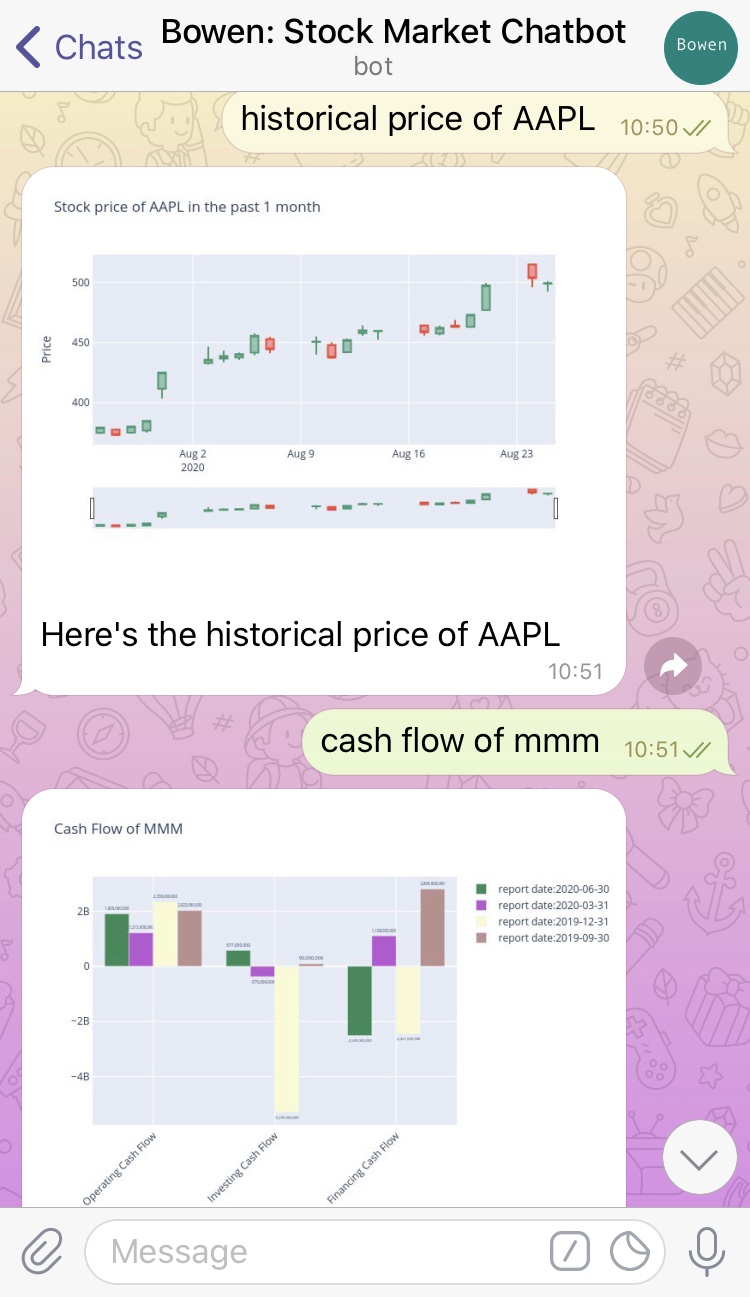 Chats
Bowen: Stock Market Chatbot
bot
Bowen
historical price of AAPL
10:50
Stock price of AAPL in the past 1 month
500
450
400
Price
Aug 2
2020
Aug 9
Aug 16
Aug 23
Here's the historical price of AAPL
10:51
cash flow of mmm
10:51
Cash Flow of MMM
2B
0
−2B
−4B
report date:2020-06-30
report date:2020-03-31
report date:2019-12-31
report date:2019-09-30
Operating Cash Flow
Investing Cash Flow
Financing Cash Flow
Message